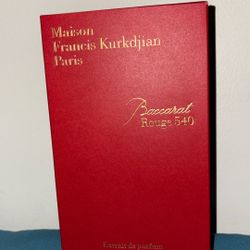 Maison
Francis Kurkdjian
Paris
Baccarat
Rouge 540
Extrait de parfum